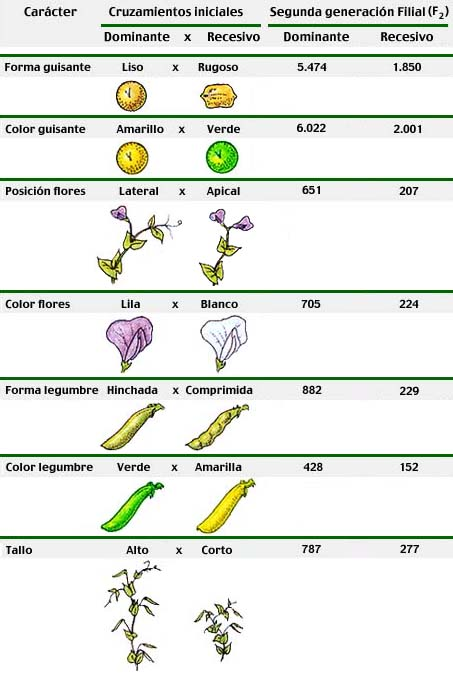 Carácter Cruzamientos iniciales Segunda generación Filial (F2)
Dominante x Recesivo Dominante Recesivo
Forma guisante Liso x Rugoso 5.474 1.850
Color guisante Amarillo x Verde 6.022 2.001
Posición flores Lateral x Apical 651 207
Color flores Lila x Blanco 705 224
Forma legumbre Hinchada x Comprimida 882 229
Color legumbre Verde x Amarilla 428 152
Tallo Alto x Corto 787 277